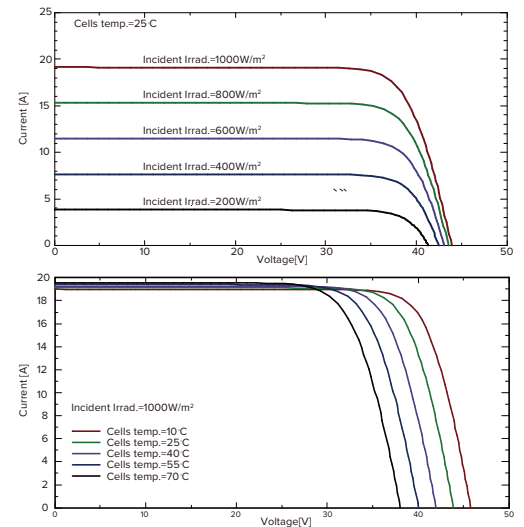 25
Cells temp.=25·C
20
Incident Irrad.=1000W/m²
Incident Irrad.=800W/m²
15
Incident Irrad.=600W/m²
10
Incident Irrad.=400W/m²
5
Incident Irrad.=200W/m²
0
Current [A]
0 10 20 30 40 50
Voltage[V]
20
18
16
14
12
10
8
6
4
2
0
Current [A]
Incident Irrad.=1000W/m²
Cells temp.=10·C
Cells temp.=25·C
Cells temp.=40·C
Cells temp.=55·C
Cells temp.=70·C
0 10 20 30 40 50
Voltage[V]